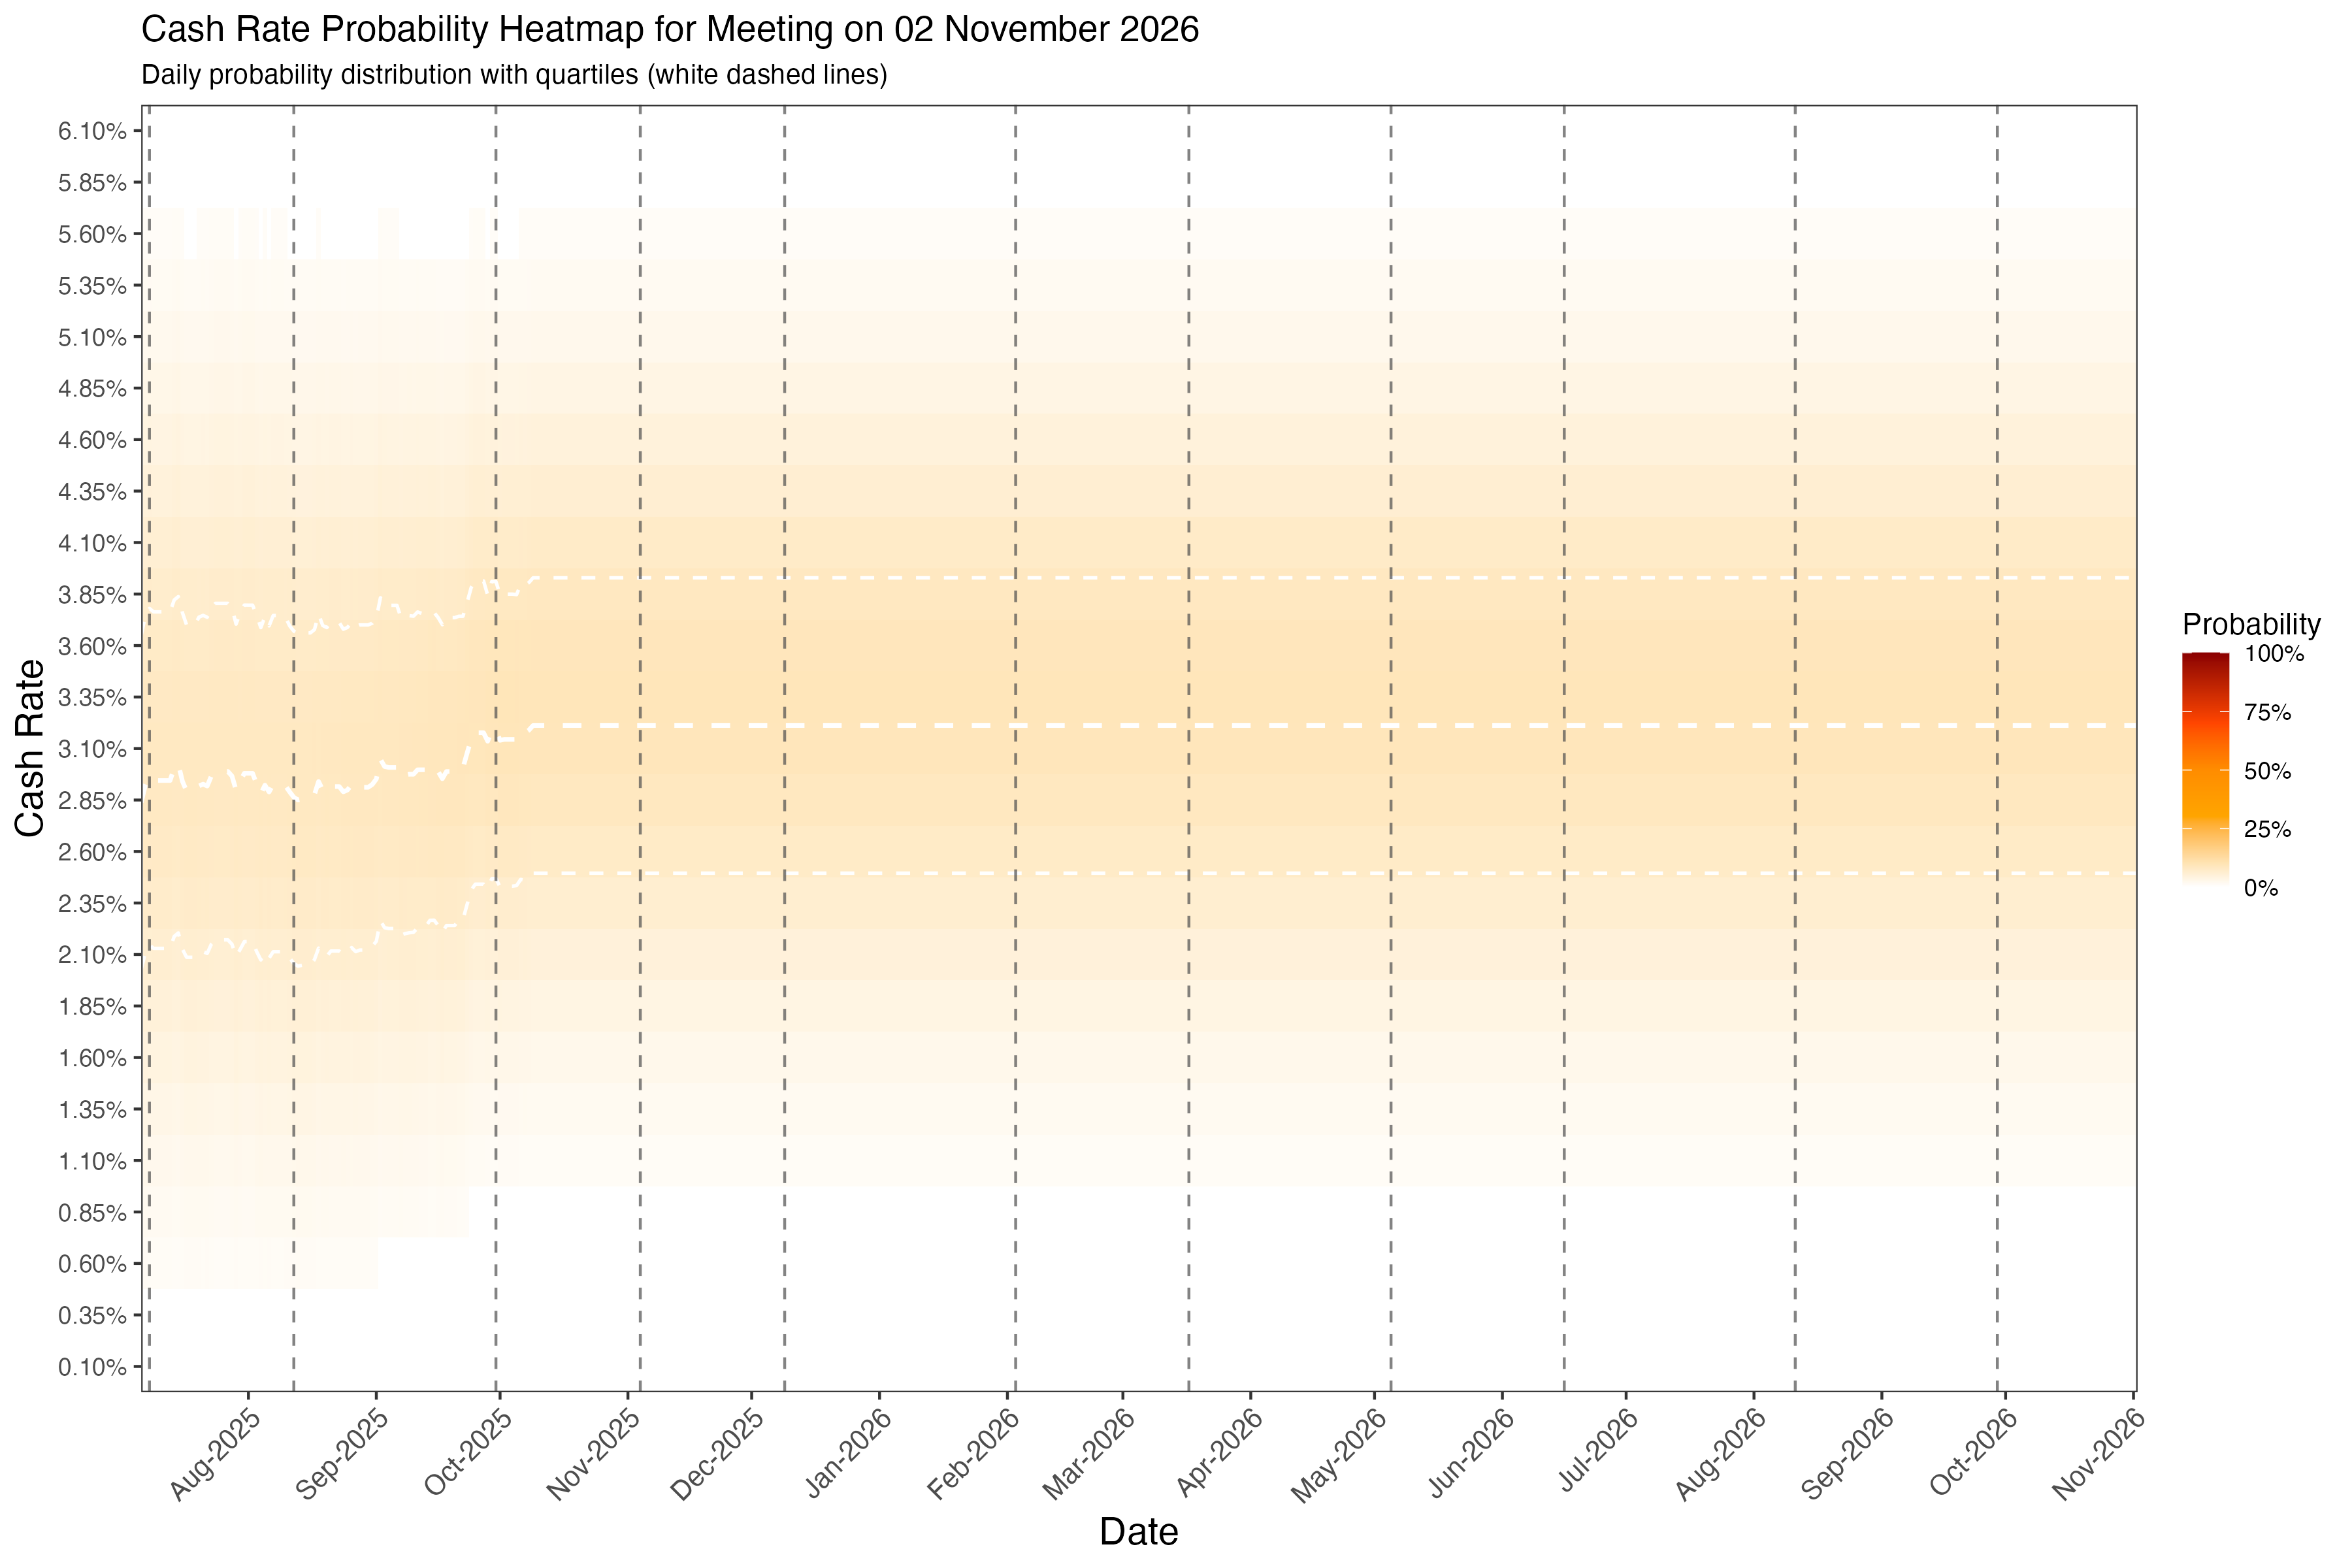 Cash Rate Probability Heatmap for Meeting on 02 November 2026
Daily probability distribution with quartiles (white dashed lines)
Cash Rate
6.10%
5.85%
5.60%
5.35%
5.10%
4.85%
4.60%
4.35%
4.10%
3.85%
3.60%
3.35%
3.10%
2.85%
2.60%
2.35%
2.10%
1.85%
1.60%
1.35%
1.10%
0.85%
0.60%
0.35%
0.10%
Aug-2025
Sep-2025
Oct-2025
Nov-2025
Dec-2025
Jan-2026
Feb-2026
Mar-2026
Apr-2026
May-2026
Jun-2026
Jul-2026
Aug-2026
Sep-2026
Oct-2026
Nov-2026
Date
Probability
100%
75%
50%
25%
0%